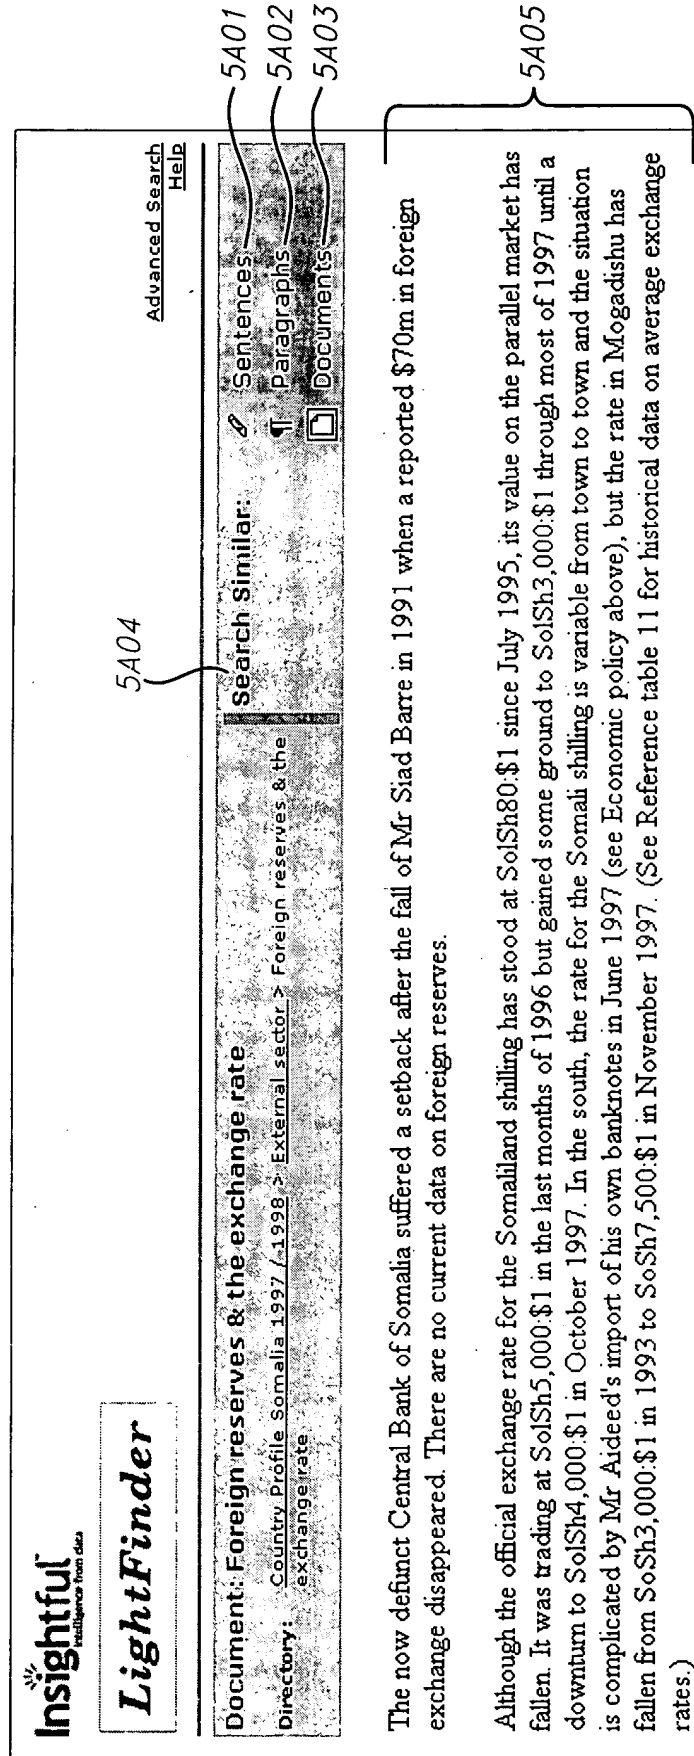 Insightful™
intelligence from data
LightFinder
Advanced Search
Help
Document: Foreign reserves & the exchange rate
Directory: Country Profile Somalia 1997 / 1998 > External sector > Foreign reserves & the
exchange rate
Search Similar:
Sentences
¶ Paragraphs
Documents
5A04
5A01
5A02
5A03
5A05
The now defunct Central Bank of Somalia suffered a setback after the fall of Mr Siad Barre in 1991 when a reported $70m in foreign
exchange disappeared. There are no current data on foreign reserves.
Although the official exchange rate for the Somaliland shilling has stood at SolSh80:$1 since July 1995, its value on the parallel market has
fallen. It was trading at SolSh5,000:$1 in the last months of 1996 but gained some ground to SolSh3,000:$1 through most of 1997 until a
downturn to SolSh4,000:$1 in October 1997. In the south, the rate for the Somali shilling is variable from town to town and the situation
is complicated by Mr Aideed's import of his own banknotes in June 1997 (see Economic policy above), but the rate in Mogadishu has
fallen from SoSh3,000:$1 in 1993 to SoSh7,500:$1 in November 1997. (See Reference table 11 for historical data on average exchange
rates.)